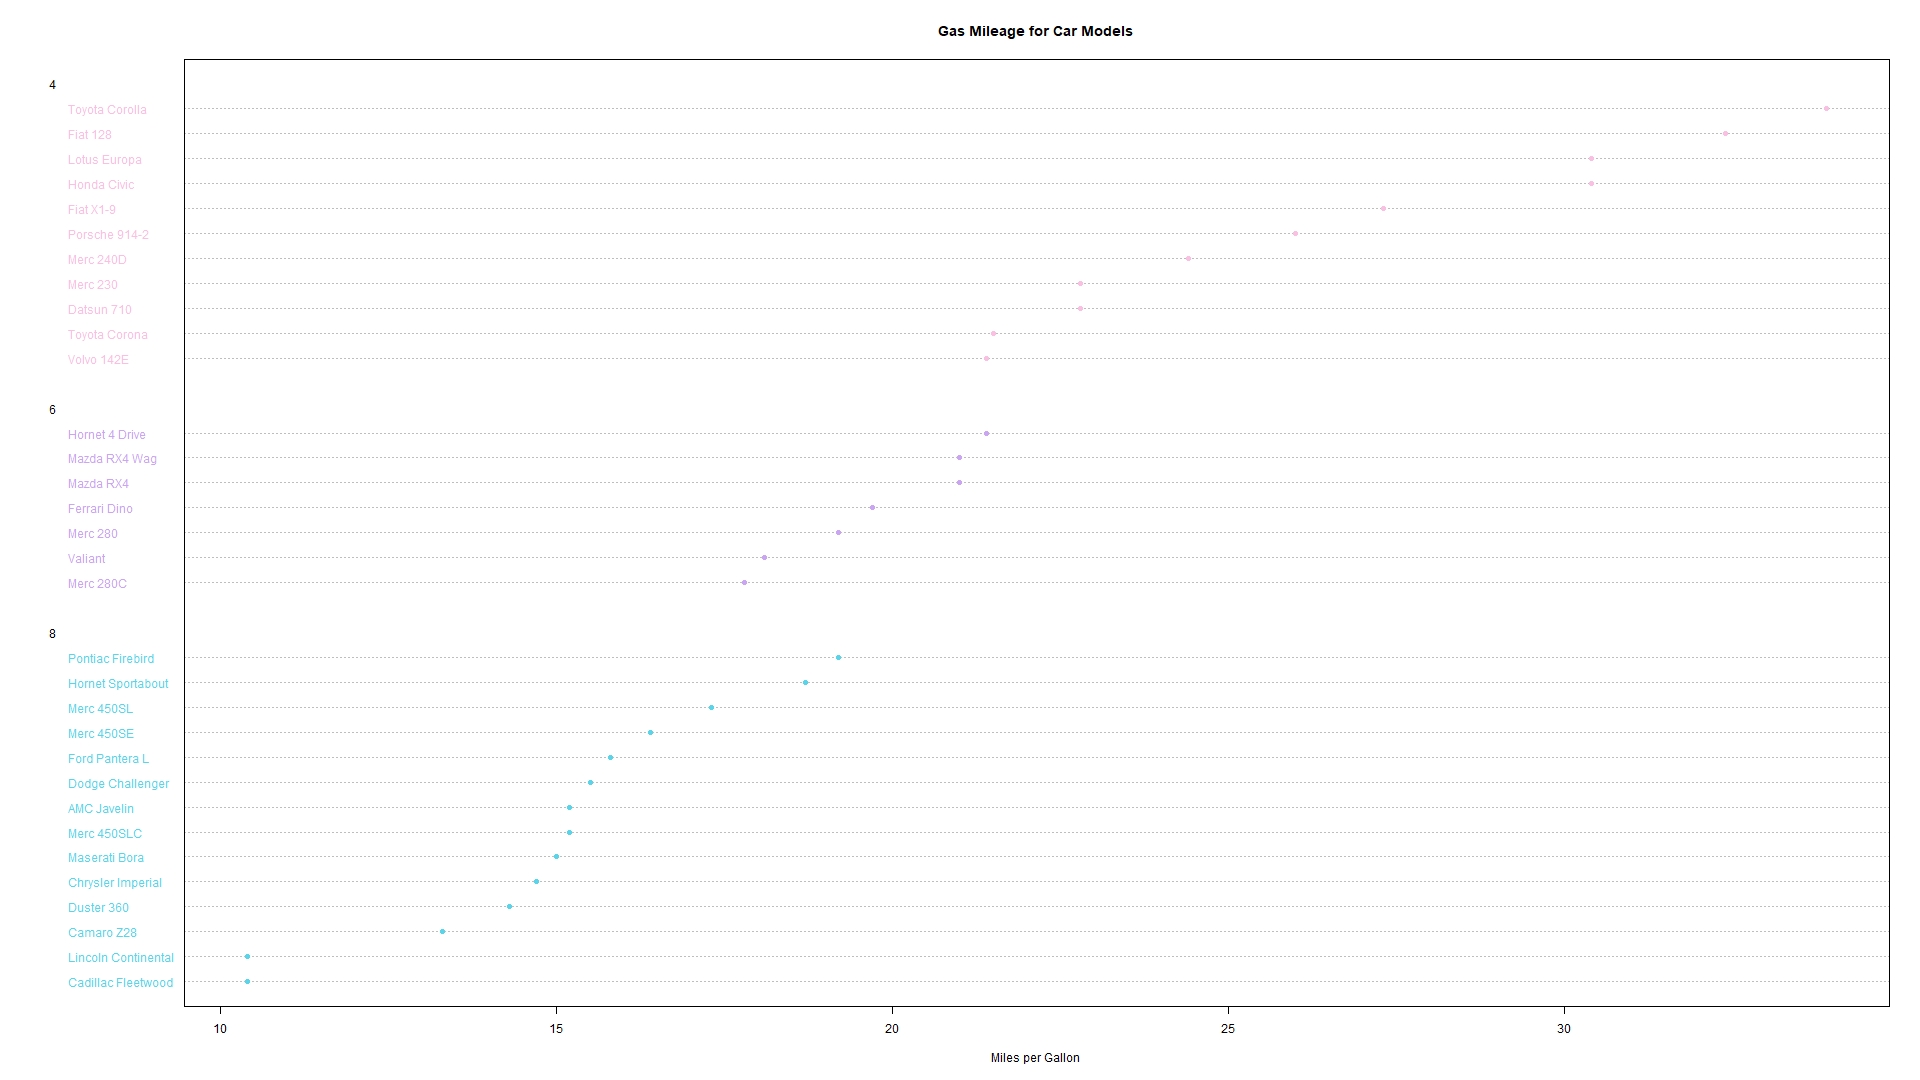 Gas Mileage for Car Models
4
Toyota Corolla
Fiat 128
Lotus Europa
Honda Civic
Fiat X1-9
Porsche 914-2
Merc 240D
Merc 230
Datsun 710
Toyota Corona
Volvo 142E
6
Hornet 4 Drive
Mazda RX4 Wag
Mazda RX4
Ferrari Dino
Merc 280
Valiant
Merc 280C
8
Pontiac Firebird
Hornet Sportabout
Merc 450SL
Merc 450SE
Ford Pantera L
Dodge Challenger
AMC Javelin
Merc 450SLC
Maserati Bora
Chrysler Imperial
Duster 360
Camaro Z28
Lincoln Continental
Cadillac Fleetwood
10 15 20 25 30
Miles per Gallon